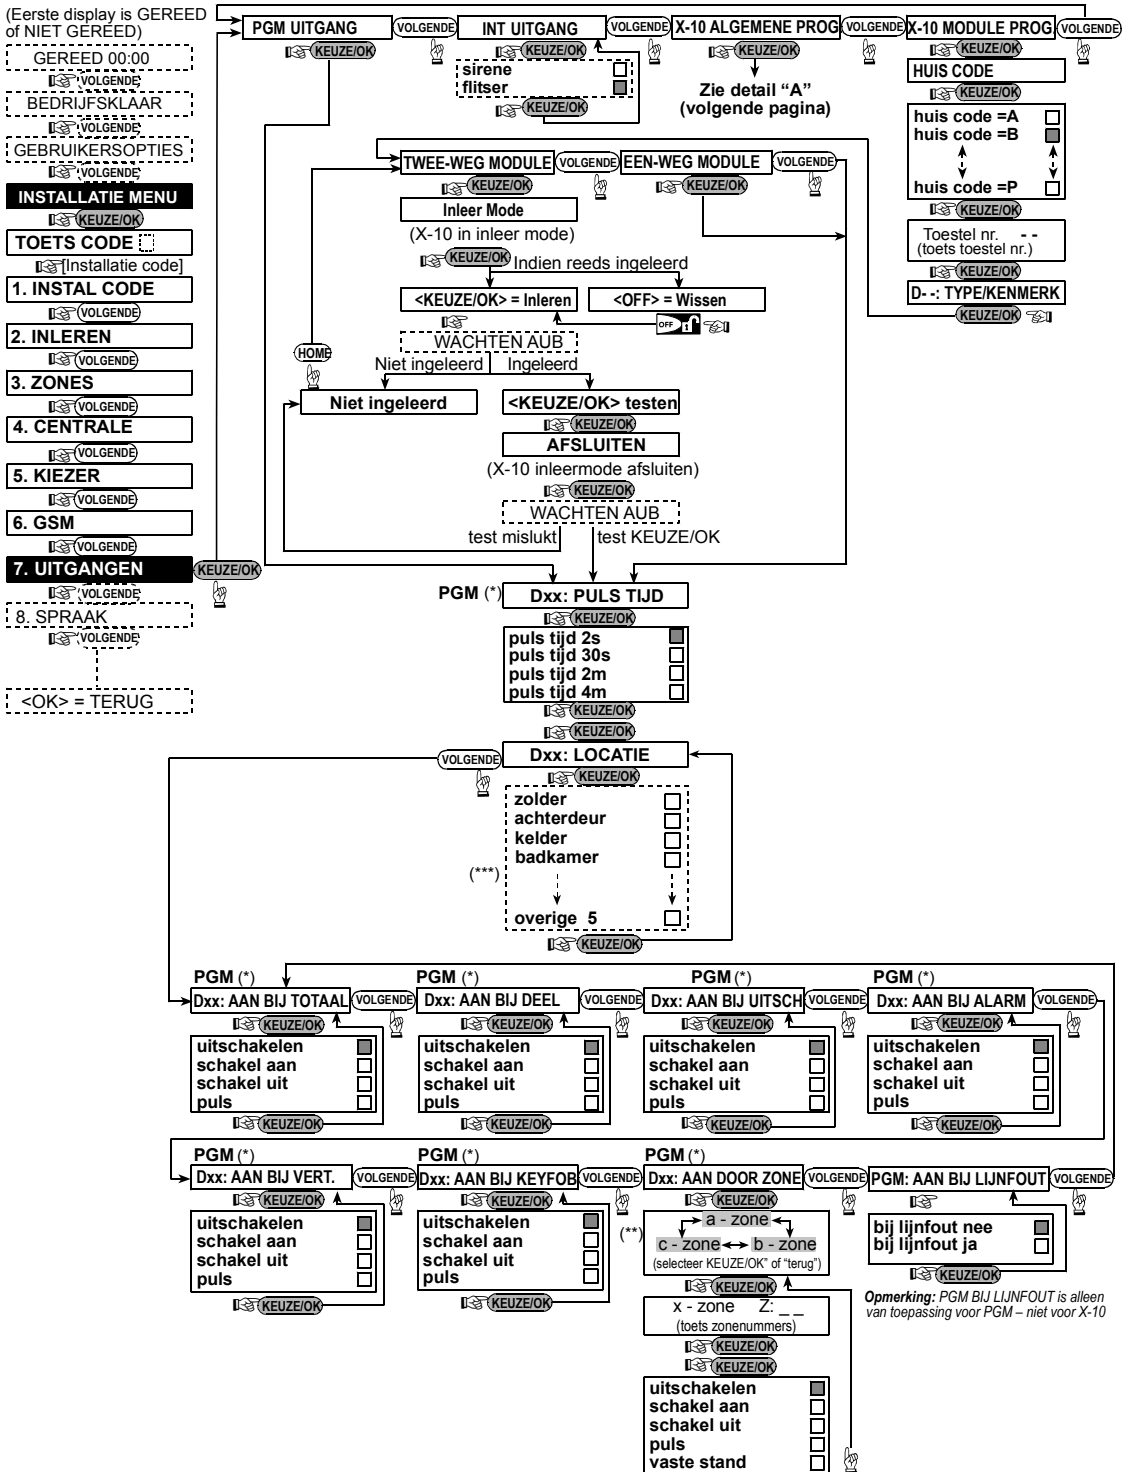 (Eerste display is GEREED
of NIET GEREED)
GEREED 00:00
VOLGENDE
BEDRIJFSKLAAR
VOLGENDE
GEBRUIKERSOPTIES
VOLGENDE
INSTALLATIE MENU
KEUZE/OK
TOETS CODE
[Installatie code]
1. INSTAL CODE
VOLGENDE
2. INLEREN
VOLGENDE
3. ZONES
VOLGENDE
4. CENTRALE
VOLGENDE
5. KIEZER
VOLGENDE
6. GSM
VOLGENDE
7. UITGANGEN
KEUZE/OK
VOLGENDE
8. SPRAAK
VOLGENDE
<OK> = TERUG
PGM UITGANG
VOLGENDE
KEUZE/OK
INT UITGANG
VOLGENDE
KEUZE/OK
sirene
flitser
KEUZE/OK
X-10 ALGEMENE PROG
VOLGENDE
KEUZE/OK
Zie detail “A”
(volgende pagina)
X-10 MODULE PROG.
VOLGENDE
KEUZE/OK
HUIS CODE
KEUZE/OK
huis code =A
huis code =B
huis code =P
KEUZE/OK
Toestel nr. - -
(toets toestel nr.)
KEUZE/OK
D- -: TYPE/KENMERK
KEUZE/OK
TWEE-WEG MODULE
VOLGENDE
EEN-WEG MODULE
VOLGENDE
KEUZE/OK
KEUZE/OK
Inleer Mode
(X-10 in inleer mode)
KEUZE/OK
Indien reeds ingeleerd
<KEUZE/OK> = Inleren
<OFF> = Wissen
OFF
WACHTEN AUB
HOME
Niet ingeleerd
Ingeleerd
Niet ingeleerd
<KEUZE/OK> testen
KEUZE/OK
AFSLUITEN
(X-10 inleermode afsluiten)
KEUZE/OK
WACHTEN AUB
test mislukt
test KEUZE/OK
PGM (*)
Dxx: PULS TIJD
KEUZE/OK
puls tijd 2s
puls tijd 30s
puls tijd 2m
puls tijd 4m
KEUZE/OK
KEUZE/OK
VOLGENDE
Dxx: LOCATIE
KEUZE/OK
zolder
achterdeur
kelder
badkamer
(***)
overige 5
KEUZE/OK
PGM (*)
Dxx: AAN BIJ TOTAAL
VOLGENDE
KEUZE/OK
uitschakelen
schakel aan
schakel uit
puls
KEUZE/OK
PGM (*)
Dxx: AAN BIJ DEEL
VOLGENDE
KEUZE/OK
uitschakelen
schakel aan
schakel uit
puls
KEUZE/OK
PGM (*)
Dxx: AAN BIJ UITSCH
VOLGENDE
KEUZE/OK
uitschakelen
schakel aan
schakel uit
puls
KEUZE/OK
PGM (*)
Dxx: AAN BIJ ALARM
VOLGENDE
KEUZE/OK
uitschakelen
schakel aan
schakel uit
puls
KEUZE/OK
PGM (*)
Dxx: AAN BIJ VERT.
VOLGENDE
KEUZE/OK
uitschakelen
schakel aan
schakel uit
puls
KEUZE/OK
PGM (*)
Dxx: AAN BIJ KEYFOB
VOLGENDE
KEUZE/OK
uitschakelen
schakel aan
schakel uit
puls
KEUZE/OK
PGM (*)
Dxx: AAN DOOR ZONE
VOLGENDE
KEUZE/OK
(**)
a - zone
c - zone
b - zone
(selecteer KEUZE/OK” of “terug”)
KEUZE/OK
x - zone Z: _ _
(toets zonenummers)
KEUZE/OK
KEUZE/OK
uitschakelen
schakel aan
schakel uit
puls
vaste stand
PGM: AAN BIJ LIJNFOUT
VOLGENDE
bij lijnfout nee
bij lijnfout ja
KEUZE/OK
Opmerking: PGM BIJ LIJNFOUT is alleen
van toepassing voor PGM – niet voor X-10